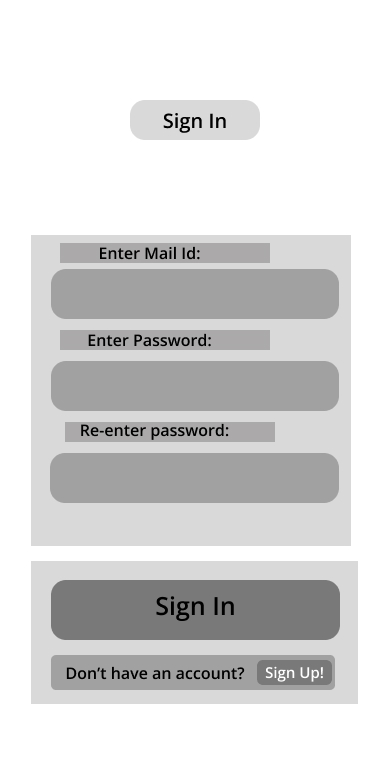 Sign In
Enter Mail Id:
Enter Password:
Re-enter password:
Sign In
Don’t have an account? Sign Up!